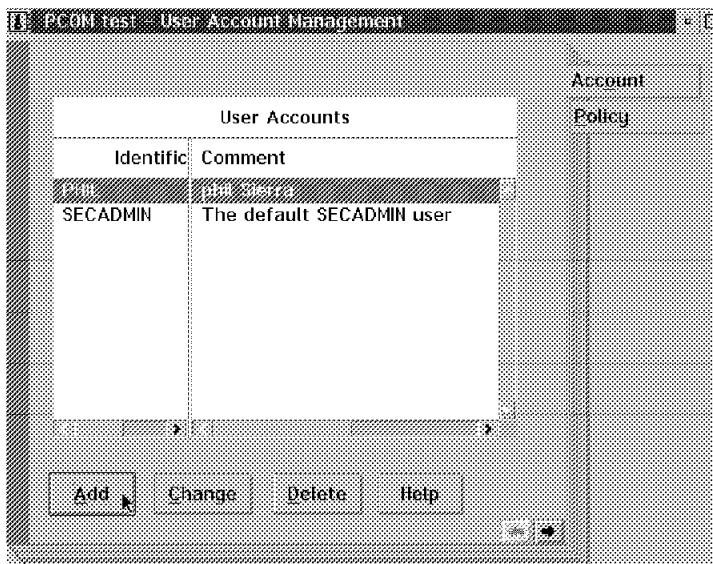 PCOM test - User Account Management
Account
Policy
User Accounts
Identific Comment
phil Sierra
SECADMIN The default SECADMIN user
Add Change Delete Help